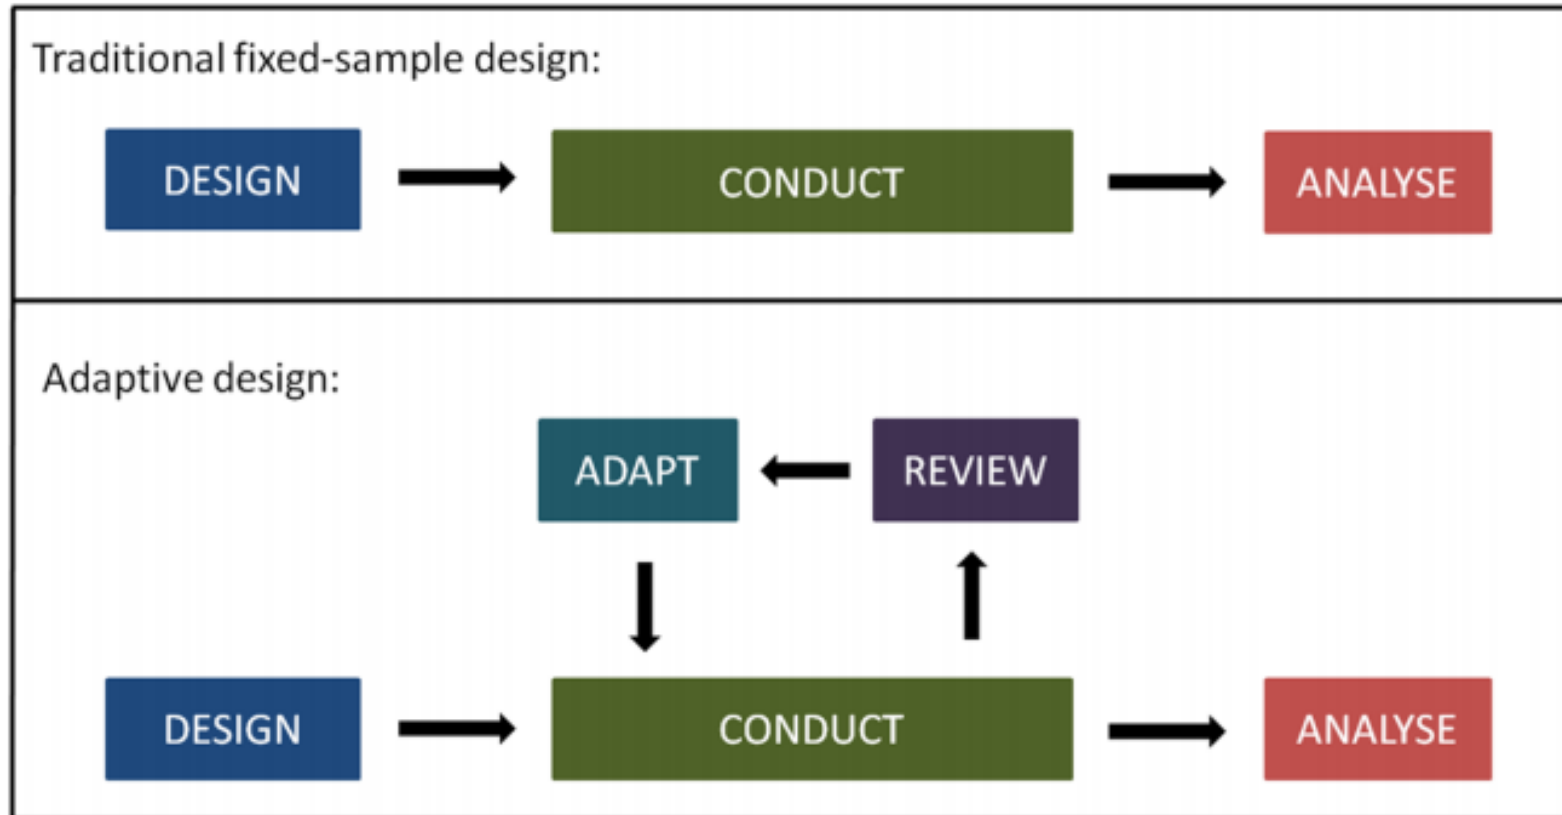 Traditional fixed-sample design:
DESIGN
CONDUCT
ANALYSE
Adaptive design:
ADAPT
REVIEW
DESIGN
CONDUCT
ANALYSE